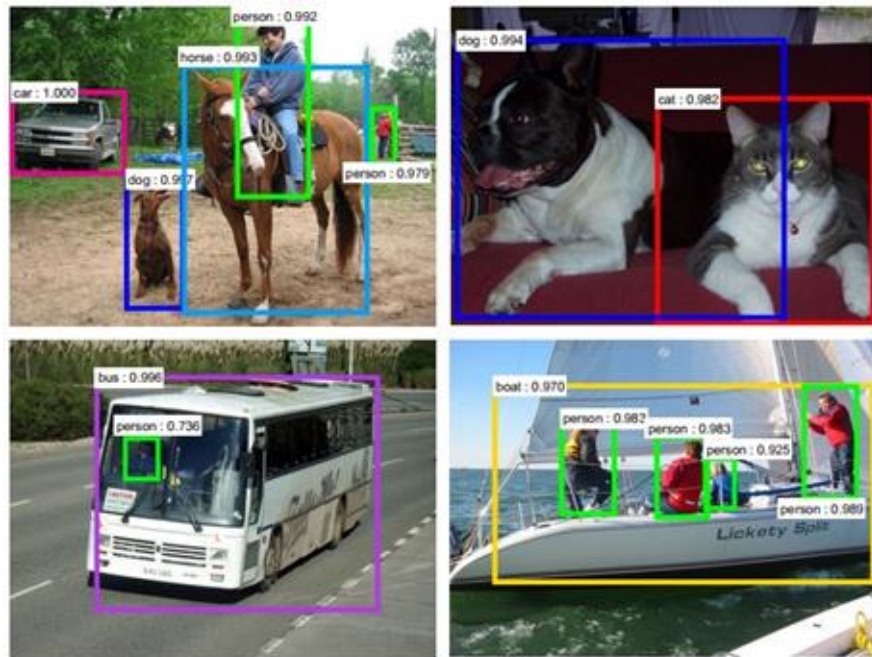 person : 0.992
horse : 0.993
car : 1.000
dog : 0.997
person : 0.979
dog : 0.994
cat : 0.982
bus : 0.996
person : 0.736
boat : 0.970
person : 0.982
person : 0.983
person : 0.925
person : 0.989
Lickety Split